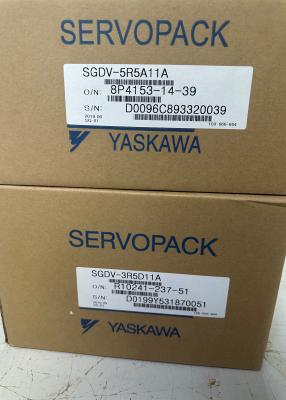 SERVOPACK
SGDV-5R5A11A
O/N: 8P4153-14-39
S/N: D0096C893320039
YASKAWA
SERVOPACK
SGDV-3R5D11A
O/N: R10241-237-51
S/N: D0199Y531870051
YASKAWA